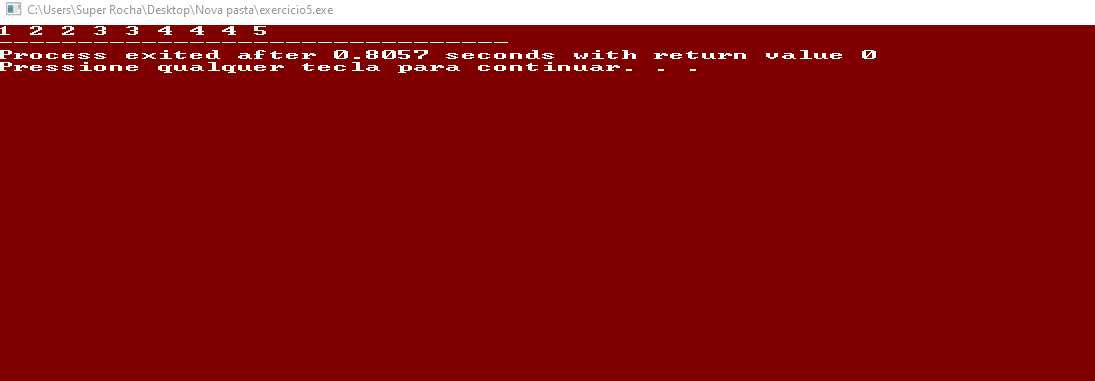 C:\Users\Super Rocha\Desktop\Nova pasta\exercicio5.exe
1 2 2 3 3 4 4 4 5
--------------------------------
Process exited after 0.8057 seconds with return value 0
Pressione qualquer tecla para continuar. . .